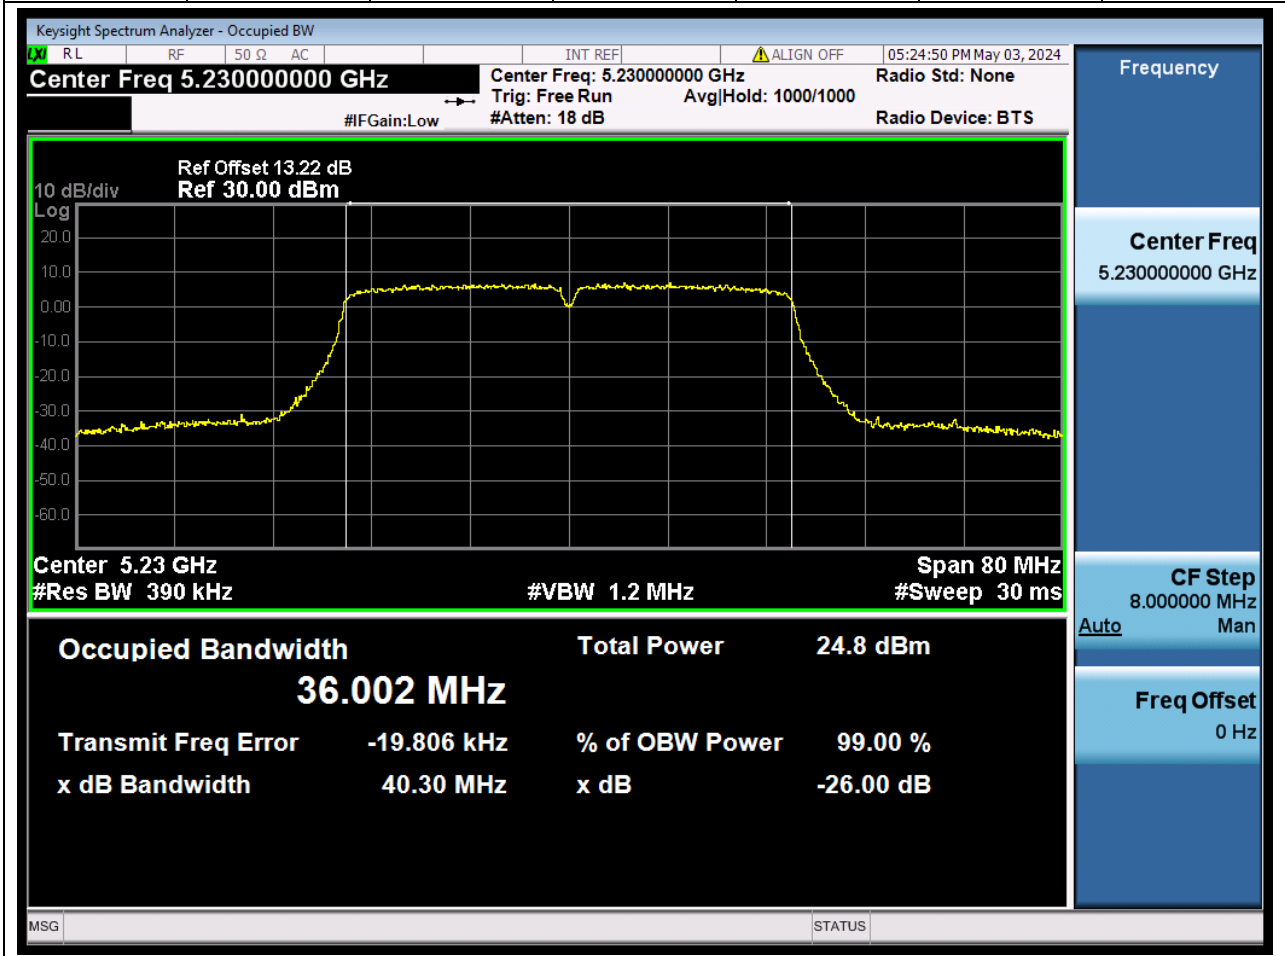 Keysight Spectrum Analyzer - Occupied BW
LXI RL RF 50 Ω AC INT REF ALIGN OFF 05:24:50 PM May 03, 2024
Center Freq 5.230000000 GHz
Center Freq: 5.230000000 GHz Radio Std: None
Trig: Free Run Avg|Hold: 1000/1000
#IFGain:Low #Atten: 18 dB Radio Device: BTS
Frequency
Ref Offset 13.22 dB
10 dB/div Ref 30.00 dBm
Log
20.0
10.0
0.00
-10.0
-20.0
-30.0
-40.0
-50.0
-60.0
Center 5.23 GHz Span 80 MHz
#Res BW 390 kHz #VBW 1.2 MHz #Sweep 30 ms
Occupied Bandwidth Total Power 24.8 dBm
36.002 MHz
Transmit Freq Error -19.806 kHz % of OBW Power 99.00 %
x dB Bandwidth 40.30 MHz x dB -26.00 dB
Center Freq
5.230000000 GHz
CF Step
8.000000 MHz
Auto Man
Freq Offset
0 Hz
MSG STATUS